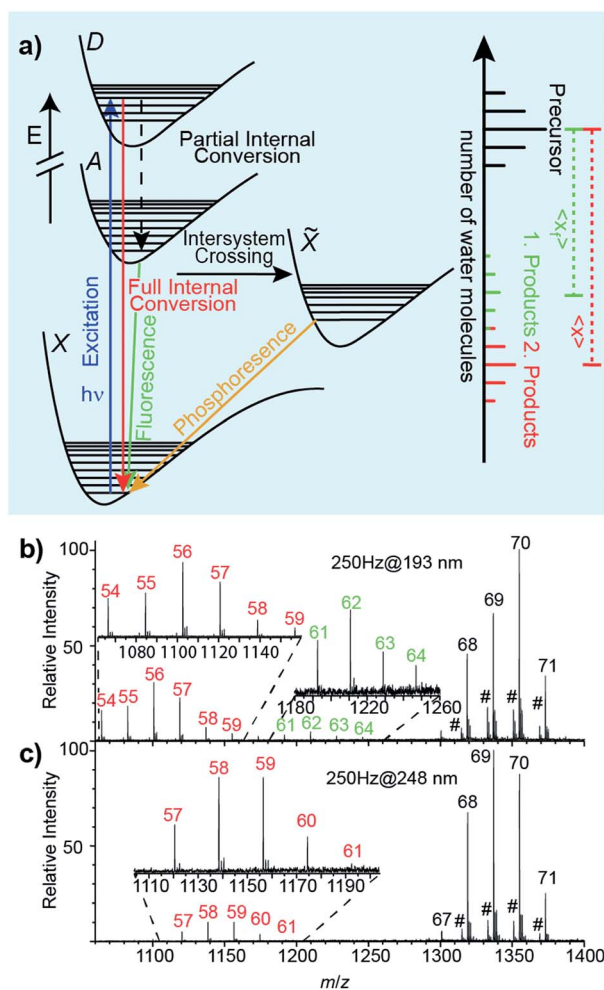 a)
D
E
Partial Internal
Conversion
A
Intersystem
Crossing
X̃
Full Internal
Conversion
X
Excitation
hν
Fluorescence
Phosphoresence
number of water molecules
Precursor
1. Products
2. Products
<xf>
<x>
b)
Relative Intensity
100
50
250Hz@193 nm
54
55
56
57
58
59
1080
1100
1120
1140
61
62
63
64
1180
1200
1220
1240
1260
54
55
56
57
58
59
61
62
63
64
68
69
70
71
#
#
#
#
c)
Relative Intensity
100
50
250Hz@248 nm
57
58
59
60
61
1110
1130
1150
1170
1190
57
58
59
60
61
67
68
69
70
71
#
#
#
#
1100
1150
1200
1250
1300
1350
1400
m/z